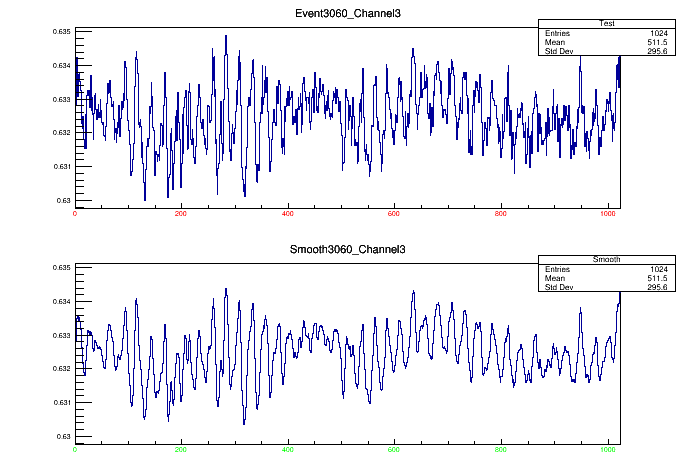 Event3060_Channel3
Test
Entries 1024
Mean 511.5
Std Dev 295.6
0.635
0.634
0.633
0.632
0.631
0.63
0 200 400 600 800 1000
Smooth3060_Channel3
Smooth
Entries 1024
Mean 511.5
Std Dev 295.6
0.635
0.634
0.633
0.632
0.631
0.63
0 200 400 600 800 1000